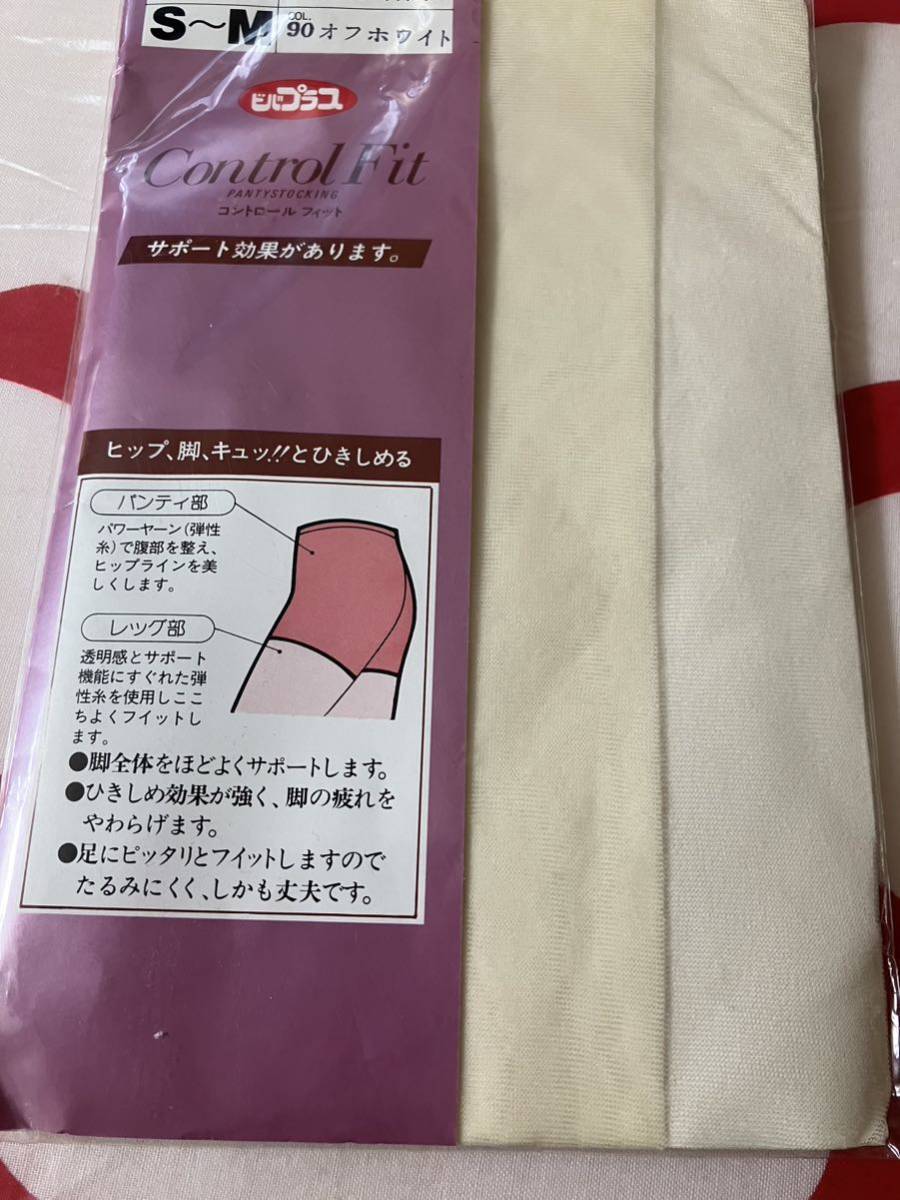 S～M
COL.
90 オフホワイト
ビバプラス
Control Fit
PANTYSTOCKING
コントロール フィット
サポート効果があります。
ヒップ、脚、キュッ!!とひきしめる
パンティ部
パワーヤーン(弾性
糸)で腹部を整え、
ヒップラインを美
しくします。
レッグ部
透明感とサポート
機能にすぐれた弾
性糸を使用しここ
ちよくフイットし
ます。
●脚全体をほどよくサポートします。
●ひきしめ効果が強く、脚の疲れを
やわらげます。
●足にピッタリとフイットしますので
たるみにくく、しかも丈夫です。